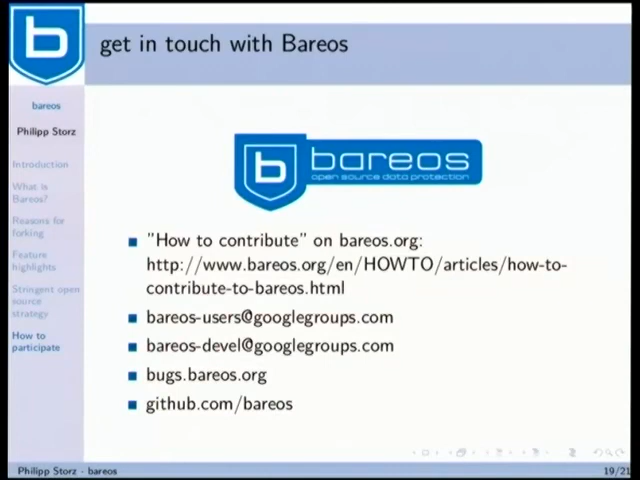 b
get in touch with Bareos
bareos
Philipp Storz
Introduction
What is
Bareos?
Reasons for
forking
Feature
highlights
Stringent open
source
strategy
How to
participate
b bareos
open source data protection
"How to contribute" on bareos.org:
http://www.bareos.org/en/HOWTO/articles/how-to-
contribute-to-bareos.html
bareos-users@googlegroups.com
bareos-devel@googlegroups.com
bugs.bareos.org
github.com/bareos
Philipp Storz - bareos
19/21